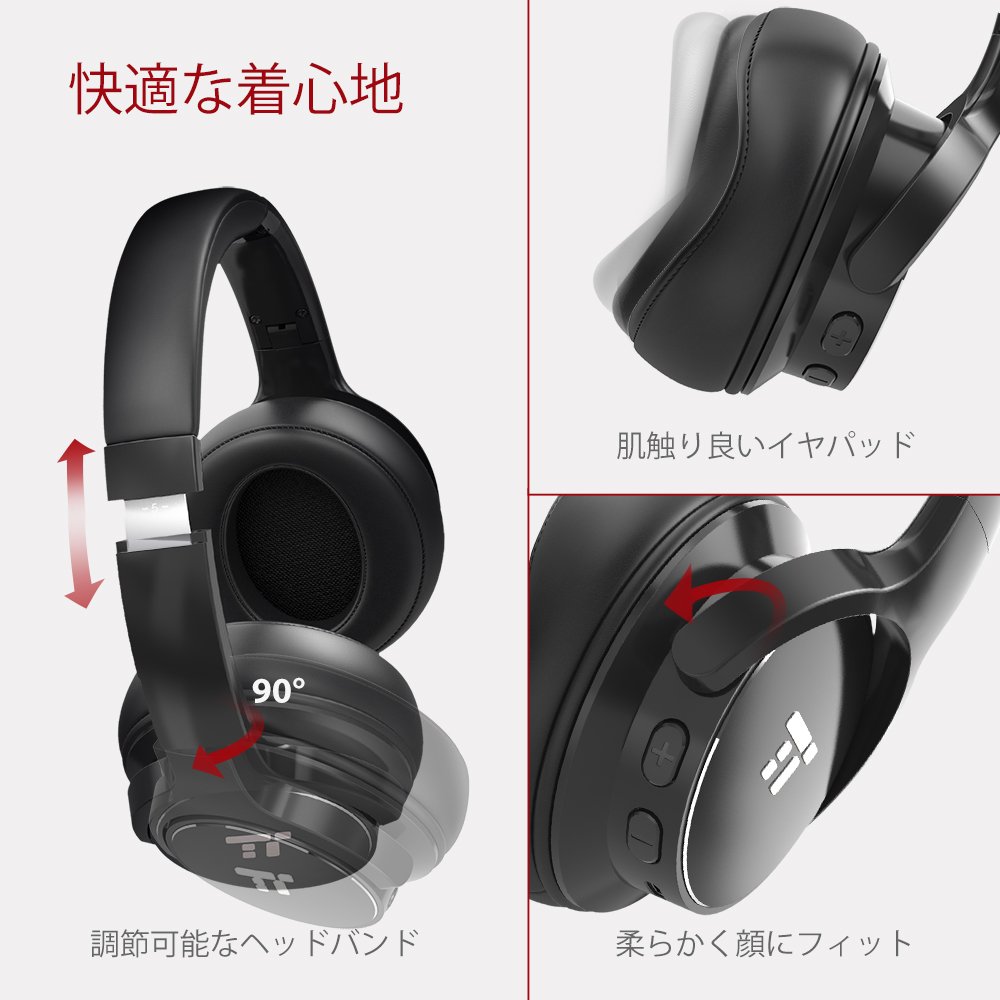 快適な着心地
肌触り良いイヤパッド
90°
調節可能なヘッドバンド
柔らかく顔にフィット